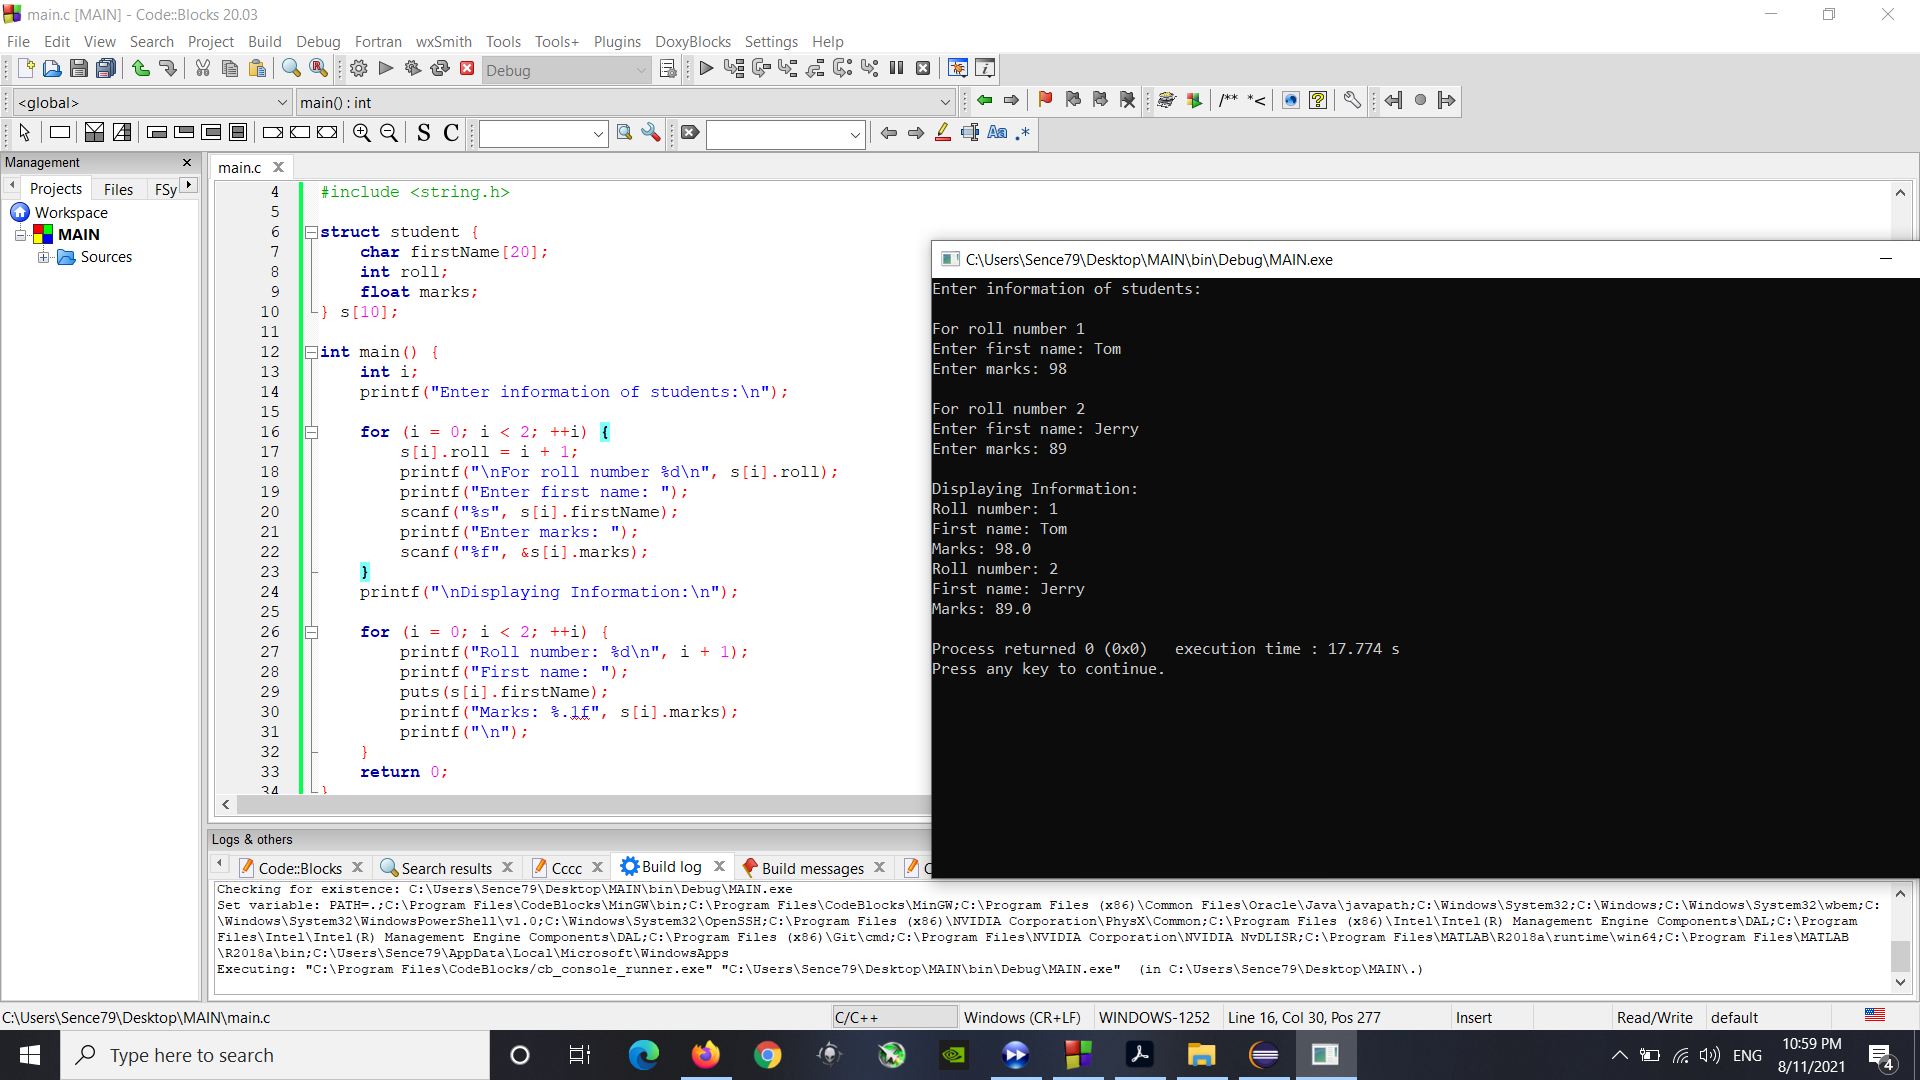 main.c [MAIN] - Code::Blocks 20.03
File Edit View Search Project Build Debug Fortran wxSmith Tools Tools+ Plugins DoxyBlocks Settings Help
Debug
<global> main() : int
/** *<
S C Aa .*
Management
Projects Files FSy
Workspace
MAIN
Sources
main.c
4 #include <string.h>
5
6 struct student {
7 char firstName[20];
8 int roll;
9 float marks;
10 } s[10];
11
12 int main() {
13 int i;
14 printf("Enter information of students:\n");
15
16 for (i = 0; i < 2; ++i) {
17 s[i].roll = i + 1;
18 printf("\nFor roll number %d\n", s[i].roll);
19 printf("Enter first name: ");
20 scanf("%s", s[i].firstName);
21 printf("Enter marks: ");
22 scanf("%f", &s[i].marks);
23 }
24 printf("\nDisplaying Information:\n");
25
26 for (i = 0; i < 2; ++i) {
27 printf("Roll number: %d\n", i + 1);
28 printf("First name: ");
29 puts(s[i].firstName);
30 printf("Marks: %.1f", s[i].marks);
31 printf("\n");
32 }
33 return 0;
34 }
C:\Users\Sence79\Desktop\MAIN\bin\Debug\MAIN.exe
Enter information of students:
For roll number 1
Enter first name: Tom
Enter marks: 98
For roll number 2
Enter first name: Jerry
Enter marks: 89
Displaying Information:
Roll number: 1
First name: Tom
Marks: 98.0
Roll number: 2
First name: Jerry
Marks: 89.0
Process returned 0 (0x0) execution time : 17.774 s
Press any key to continue.
Logs & others
Code::Blocks Search results Cccc Build log Build messages C
Checking for existence: C:\Users\Sence79\Desktop\MAIN\bin\Debug\MAIN.exe
Set variable: PATH=.;C:\Program Files\CodeBlocks\MinGW\bin;C:\Program Files\CodeBlocks\MinGW;C:\Program Files (x86)\Common Files\Oracle\Java\javapath;C:\Windows\System32;C:\Windows;C:\Windows\System32\wbem;C:
\Windows\System32\WindowsPowerShell\v1.0;C:\Windows\System32\OpenSSH;C:\Program Files (x86)\NVIDIA Corporation\PhysX\Common;C:\Program Files (x86)\Intel\Intel(R) Management Engine Components\DAL;C:\Program
Files\Intel\Intel(R) Management Engine Components\DAL;C:\Program Files (x86)\Git\cmd;C:\Program Files\NVIDIA Corporation\NVIDIA NvDLISR;C:\Program Files\MATLAB\R2018a\runtime\win64;C:\Program Files\MATLAB
\R2018a\bin;C:\Users\Sence79\AppData\Local\Microsoft\WindowsApps
Executing: "C:\Program Files\CodeBlocks/cb_console_runner.exe" "C:\Users\Sence79\Desktop\MAIN\bin\Debug\MAIN.exe" (in C:\Users\Sence79\Desktop\MAIN\.)
C:\Users\Sence79\Desktop\MAIN\main.c C/C++ Windows (CR+LF) WINDOWS-1252 Line 16, Col 30, Pos 277 Insert Read/Write default
Type here to search
ENG
10:59 PM
8/11/2021
4